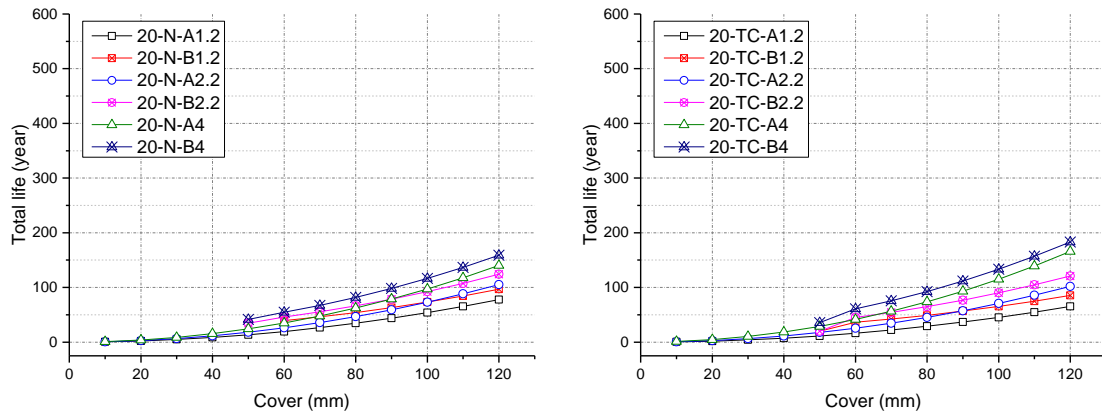 600
500
400
300
200
100
0
Total life (year)
20-N-A1.2
20-N-B1.2
20-N-A2.2
20-N-B2.2
20-N-A4
20-N-B4
0 20 40 60 80 100 120
Cover (mm)
600
500
400
300
200
100
0
Total life (year)
20-TC-A1.2
20-TC-B1.2
20-TC-A2.2
20-TC-B2.2
20-TC-A4
20-TC-B4
0 20 40 60 80 100 120
Cover (mm)